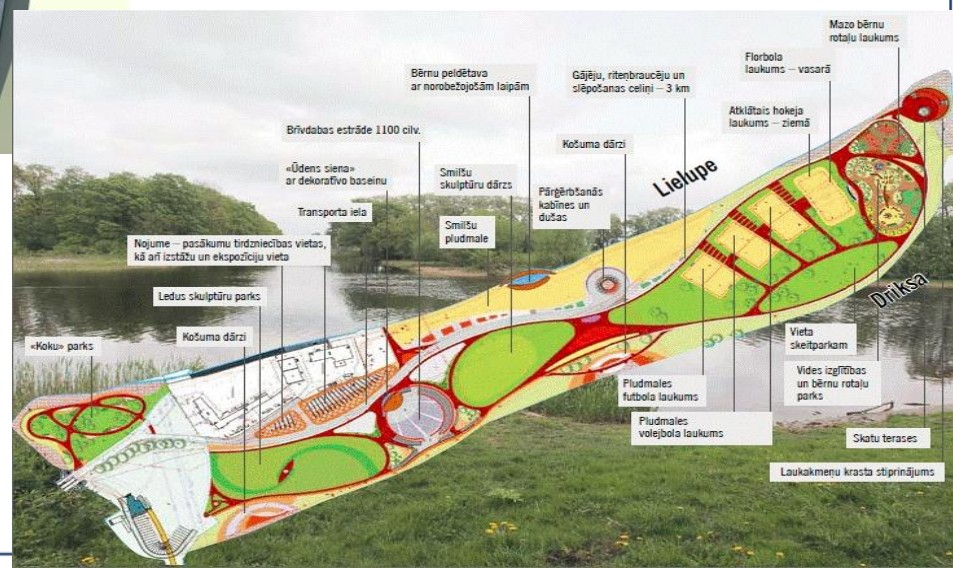 Mazo bērnu
rotaļu laukums
Florbola
laukums – vasarā
Bērnu peldētava
ar norobežojošām laipām
Gājēju, riteņbraucēju un
slēpošanas celiņi – 3 km
Atklātais hokeja
laukums – ziemā
Brīvdabas estrāde 1100 cilv.
Košuma dārzi
«Ūdens siena»
ar dekoratīvo baseinu
Smilšu
skulptūru dārzs
Lielupe
Pārģērbšanās
kabīnes un
dušas
Transporta iela
Smilšu
pludmale
Nojume – pasākumu tirdzniecības vietas,
kā arī izstāžu un ekspozīciju vieta
Ledus skulptūru parks
Driksa
Košuma dārzi
«Koku» parks
Vieta
skeitparkam
Vides izglītības
un bērnu rotaļu
parks
Pludmales
futbola laukums
Pludmales
volejbola laukums
Skatu terases
Laukakmeņu krasta stiprinājums